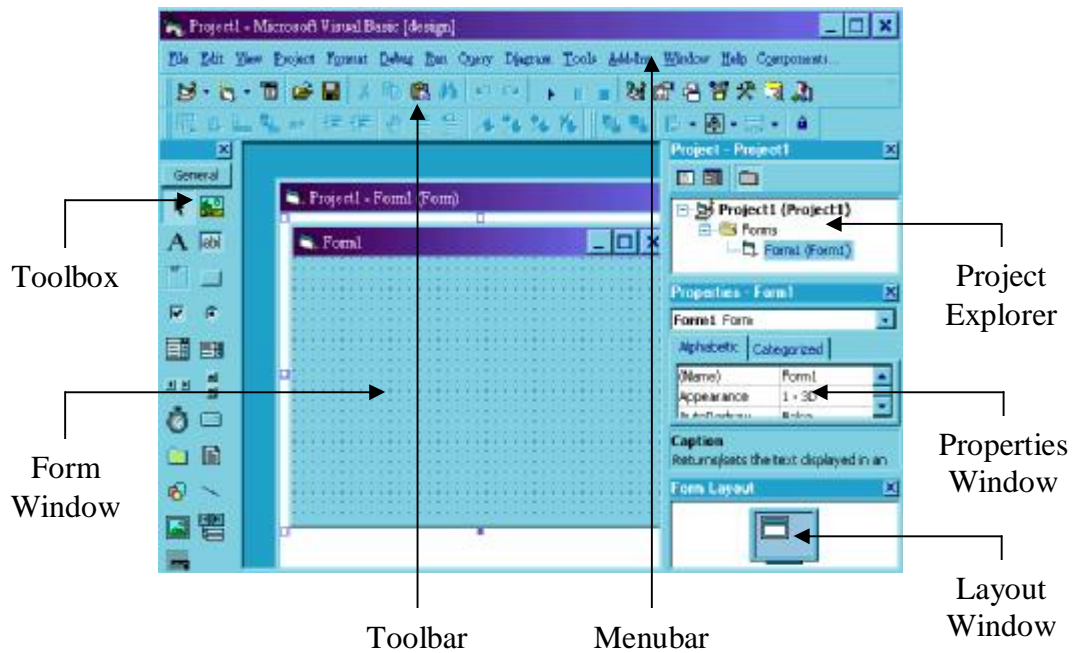 Project1 - Microsoft Visual Basic [design]
File Edit View Project Format Debug Run Query Diagram Tools Add-Ins Window Help Components
General
Project1 - Form1 (Form)
Form1
A
abl
Project - Project1
Project1 (Project1)
Forms
Form1 (Form1)
Properties - Form1
Form1 Form
Alphabetic Categorized
(Name) Form1
Appearance 1 - 3D
AutoRedraw False
Caption
Returns/sets the text displayed in an
Form Layout
Toolbox
Form
Window
Toolbar
Menubar
Project
Explorer
Properties
Window
Layout
Window